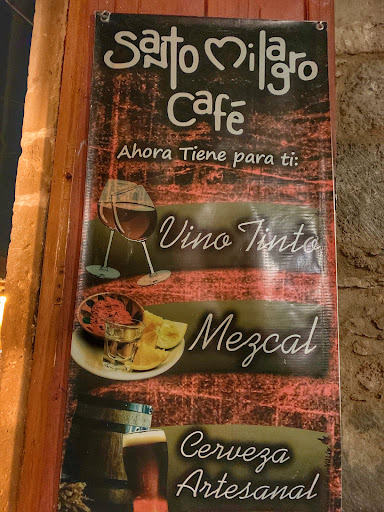 Santo Milagro
Café
Ahora Tiene para ti:
Vino Tinto
Mezcal
Cerveza
Artesanal